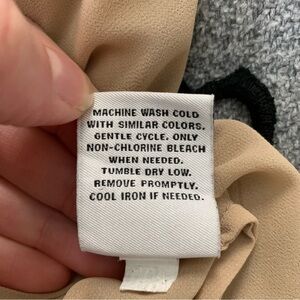 MACHINE WASH COLD
WITH SIMILAR COLORS.
GENTLE CYCLE. ONLY
NON-CHLORINE BLEACH
WHEN NEEDED.
TUMBLE DRY LOW.
REMOVE PROMPTLY.
COOL IRON IF NEEDED.